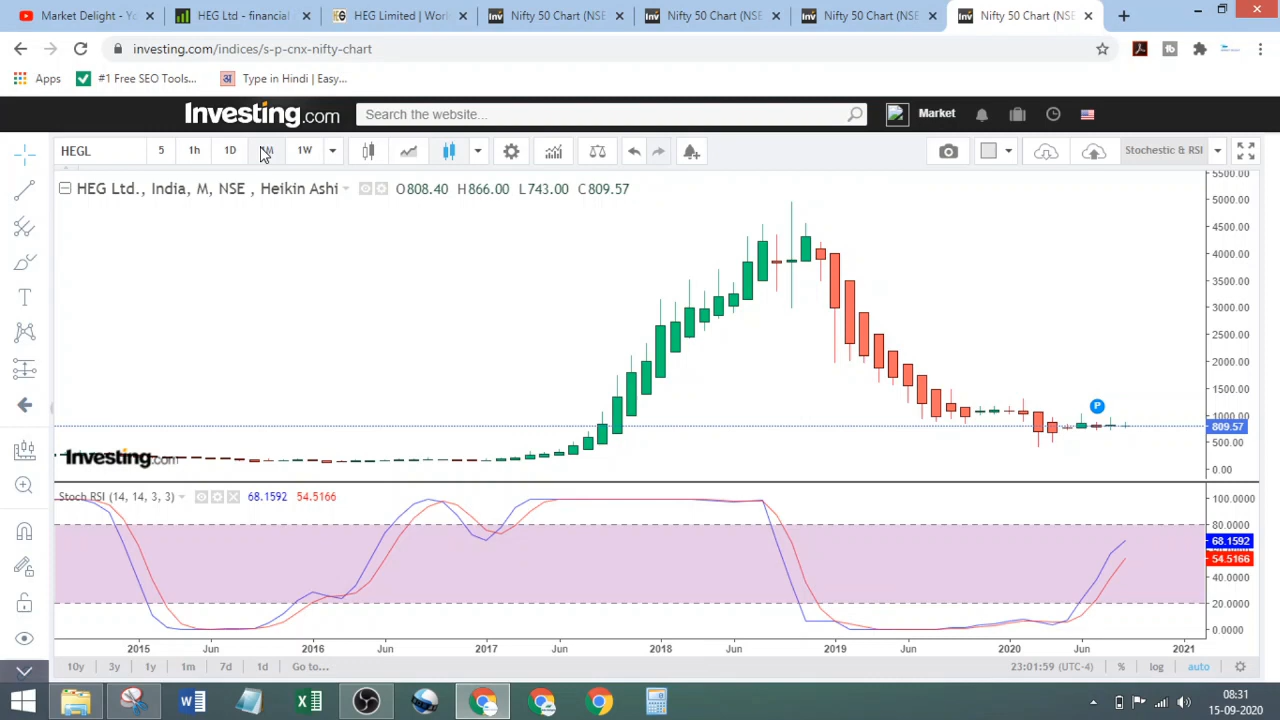 Market Delight - Yo
HEG Ltd - financial
HEG Limited | Worl
Nifty 50 Chart (NSE
Nifty 50 Chart (NSE
Nifty 50 Chart (NSE
Nifty 50 Chart (NSE
investing.com/indices/s-p-cnx-nifty-chart
Apps #1 Free SEO Tools... Type in Hindi | Easy...
Investing.com Search the website... Market
HEGL 5 1h 1D 1W Stochestic & RSI
HEG Ltd., India, M, NSE , Heikin Ashi O808.40 H866.00 L743.00 C809.57
5500.00
5000.00
4500.00
4000.00
3500.00
3000.00
2500.00
2000.00
1500.00
P
1000.00
809.57
500.00
Investing.com
0.00
Stoch RSI (14, 14, 3, 3) 68.1592 54.5166
100.0000
80.0000
68.1592
54.5166
40.0000
20.0000
0.0000
2015 Jun 2016 Jun 2017 Jun 2018 Jun 2019 Jun 2020 Jun 2021
10y 3y 1y 1m 7d 1d Go to... 23:01:59 (UTC-4) % log auto
08:31
15-09-2020